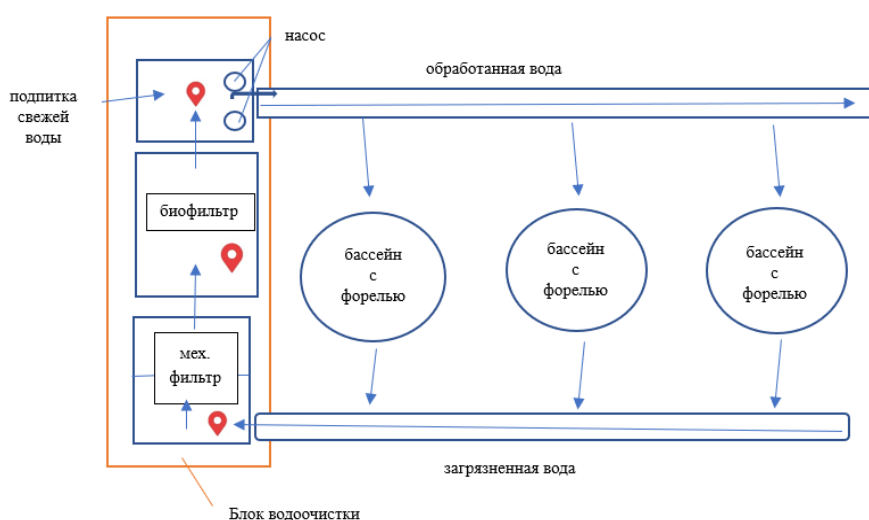 насос
обработанная вода
подпитка
свежей
воды
биофильтр
бассейн
с
форелью
бассейн
с
форелью
бассейн
с
форелью
мех.
фильтр
загрязненная вода
Блок водоочистки